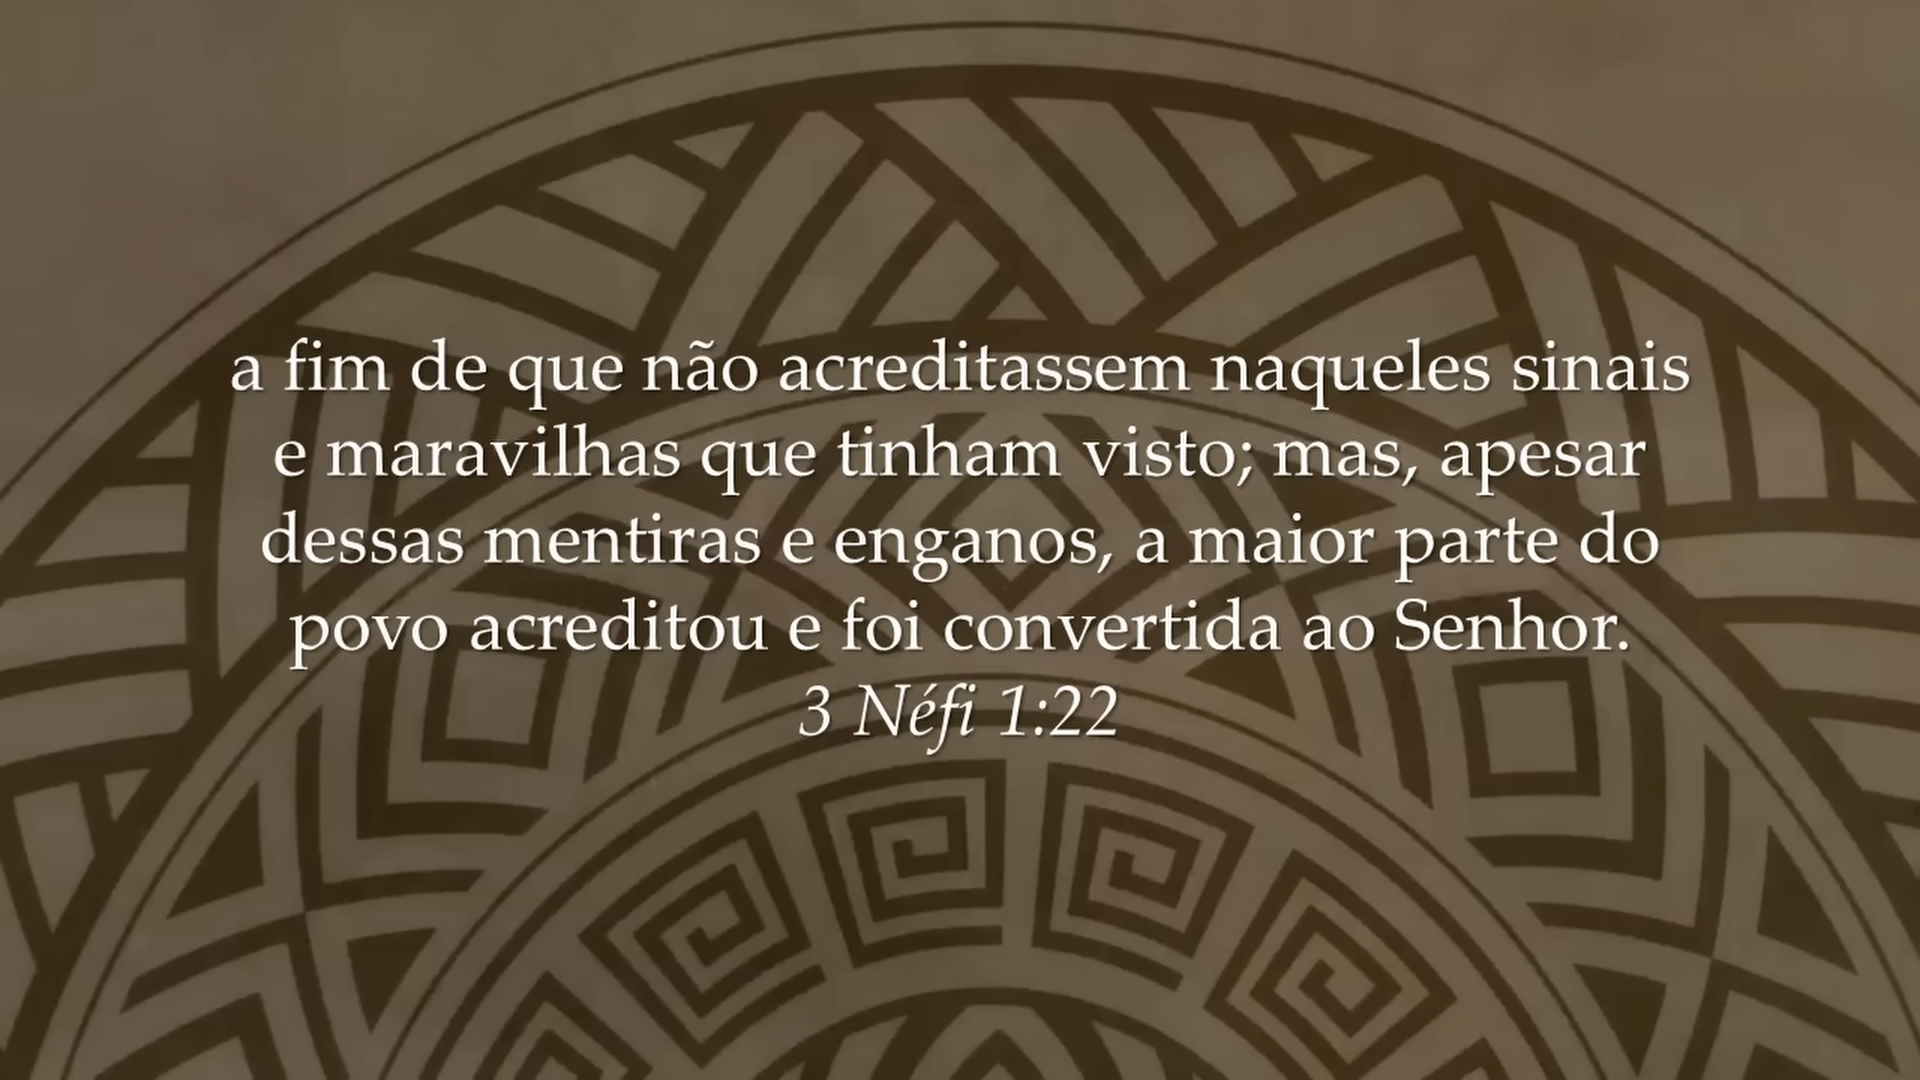 a fim de que não acreditassem naqueles sinais
e maravilhas que tinham visto; mas, apesar
dessas mentiras e enganos, a maior parte do
povo acreditou e foi convertida ao Senhor.
3 Néfi 1:22